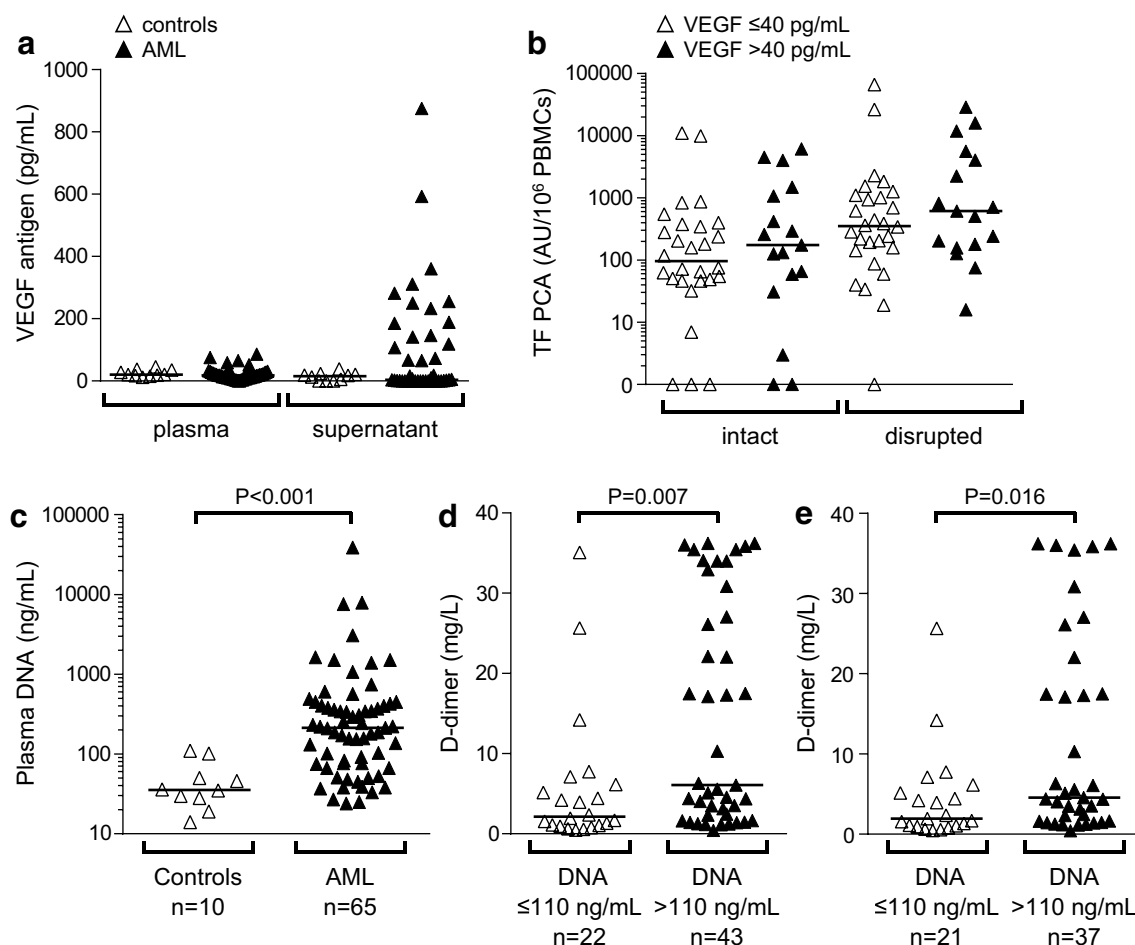 a
△ controls
▲ AML
VEGF antigen (pg/mL)
1000
800
600
400
200
0
plasma
supernatant
b
△ VEGF ≤40 pg/mL
▲ VEGF >40 pg/mL
TF PCA (AU/10⁶ PBMCs)
100000
10000
1000
100
10
0
intact
disrupted
c
P<0.001
Plasma DNA (ng/mL)
100000
10000
1000
100
10
Controls
n=10
AML
n=65
d
P=0.007
D-dimer (mg/L)
40
30
20
10
0
DNA
≤110 ng/mL
n=22
DNA
>110 ng/mL
n=43
e
P=0.016
D-dimer (mg/L)
40
30
20
10
0
DNA
≤110 ng/mL
n=21
DNA
>110 ng/mL
n=37